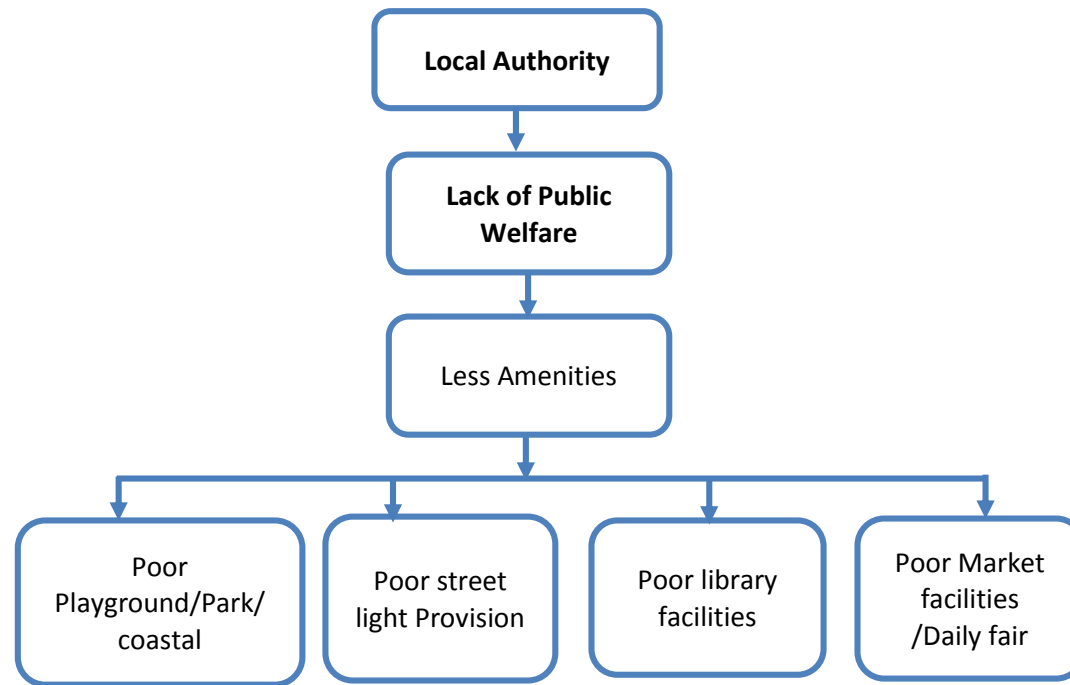 Local Authority
Lack of Public
Welfare
Less Amenities
Poor
Playground/Park/
coastal
Poor street
light Provision
Poor library
facilities
Poor Market
facilities
/Daily fair